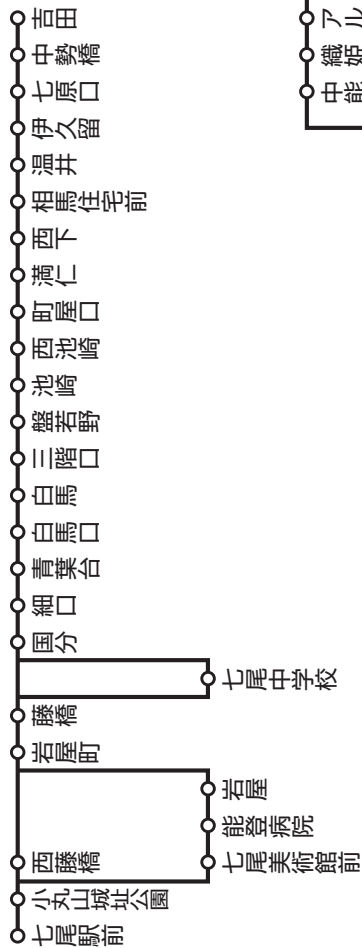 吉田
中勢橋
七原口
伊久留
温井
相馬住宅前
西下
満仁
町屋口
西池崎
池崎
盤若野
三階口
白馬
白馬口
青葉台
細口
国分
七尾中学校
藤橋
岩屋町
岩屋
能登病院
七尾美術館前
西藤橋
小丸山城址公園
七尾駅前
アル
織姫
中能